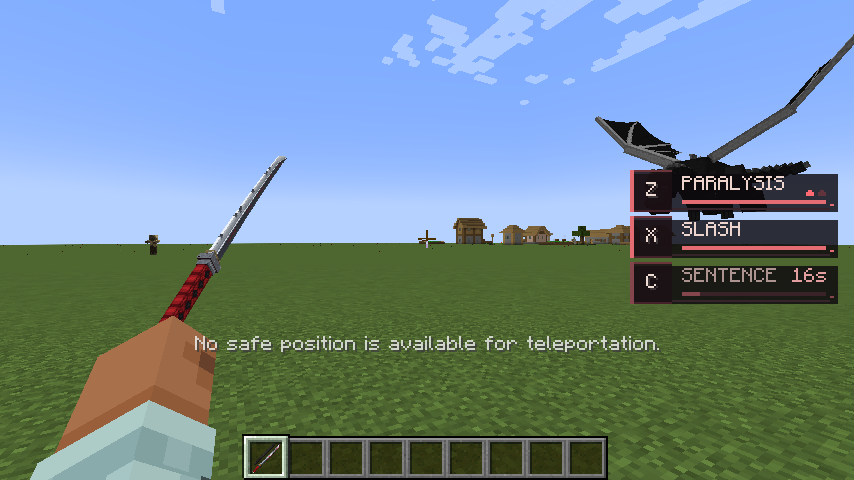 Z PARALYSIS
X SLASH
C SENTENCE 16s
No safe position is available for teleportation.